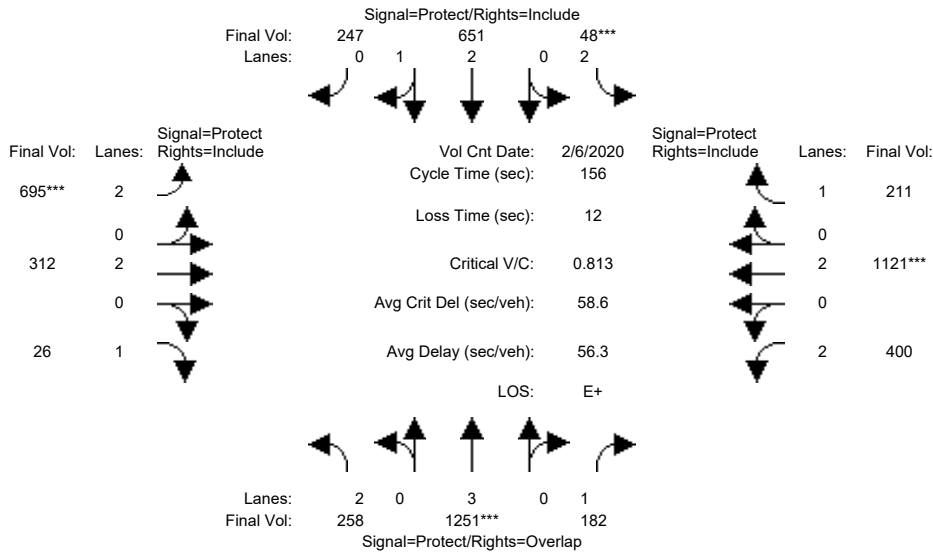 Signal=Protect/Rights=Include
Final Vol: 247 651 48***
Lanes: 0 1 2 0 2
Signal=Protect Signal=Protect
Final Vol: Lanes: Rights=Include Vol Cnt Date: 2/6/2020 Rights=Include Lanes: Final Vol:
Cycle Time (sec): 156
695*** 2 1 211
Loss Time (sec): 12
0 0
312 2 Critical V/C: 0.813 2 1121***
0 Avg Crit Del (sec/veh): 58.6 0
26 1 Avg Delay (sec/veh): 56.3 2 400
LOS: E+
Lanes: 2 0 3 0 1
Final Vol: 258 1251*** 182
Signal=Protect/Rights=Overlap